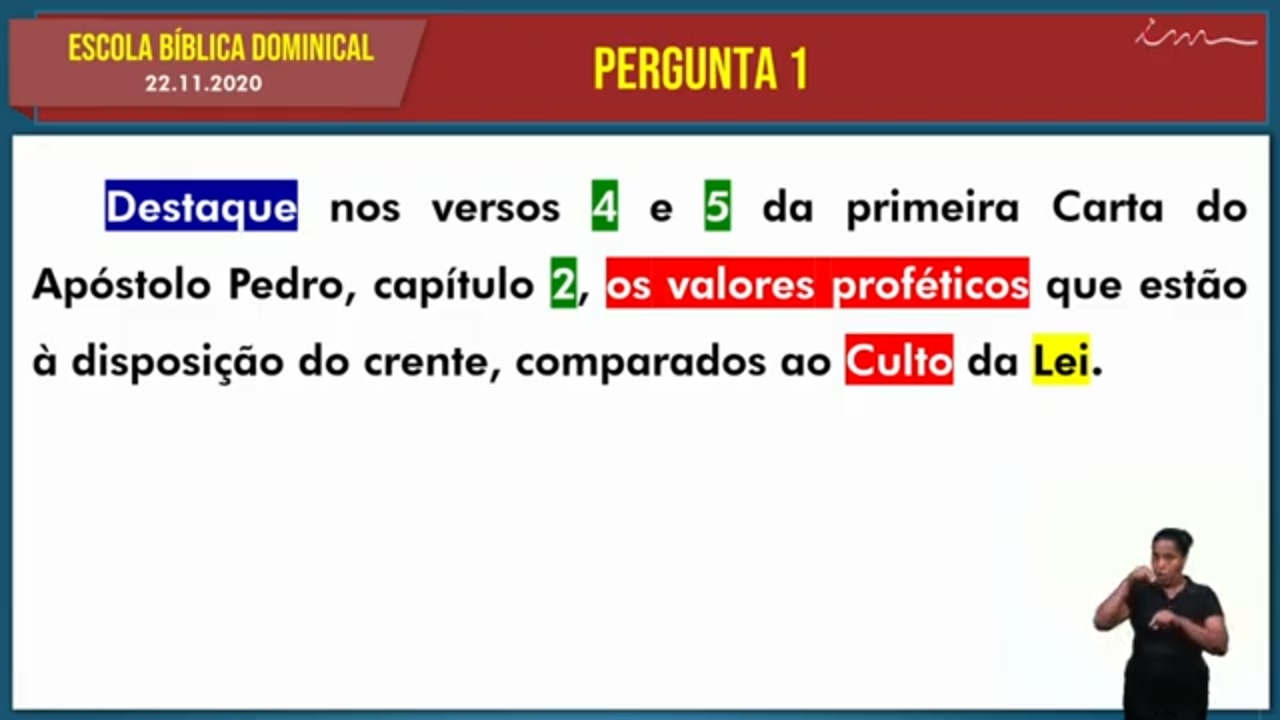 ESCOLA BÍBLICA DOMINICAL
22.11.2020
PERGUNTA 1
im
Destaque nos versos 4 e 5 da primeira Carta do
Apóstolo Pedro, capítulo 2, os valores proféticos que estão
à disposição do crente, comparados ao Culto da Lei.